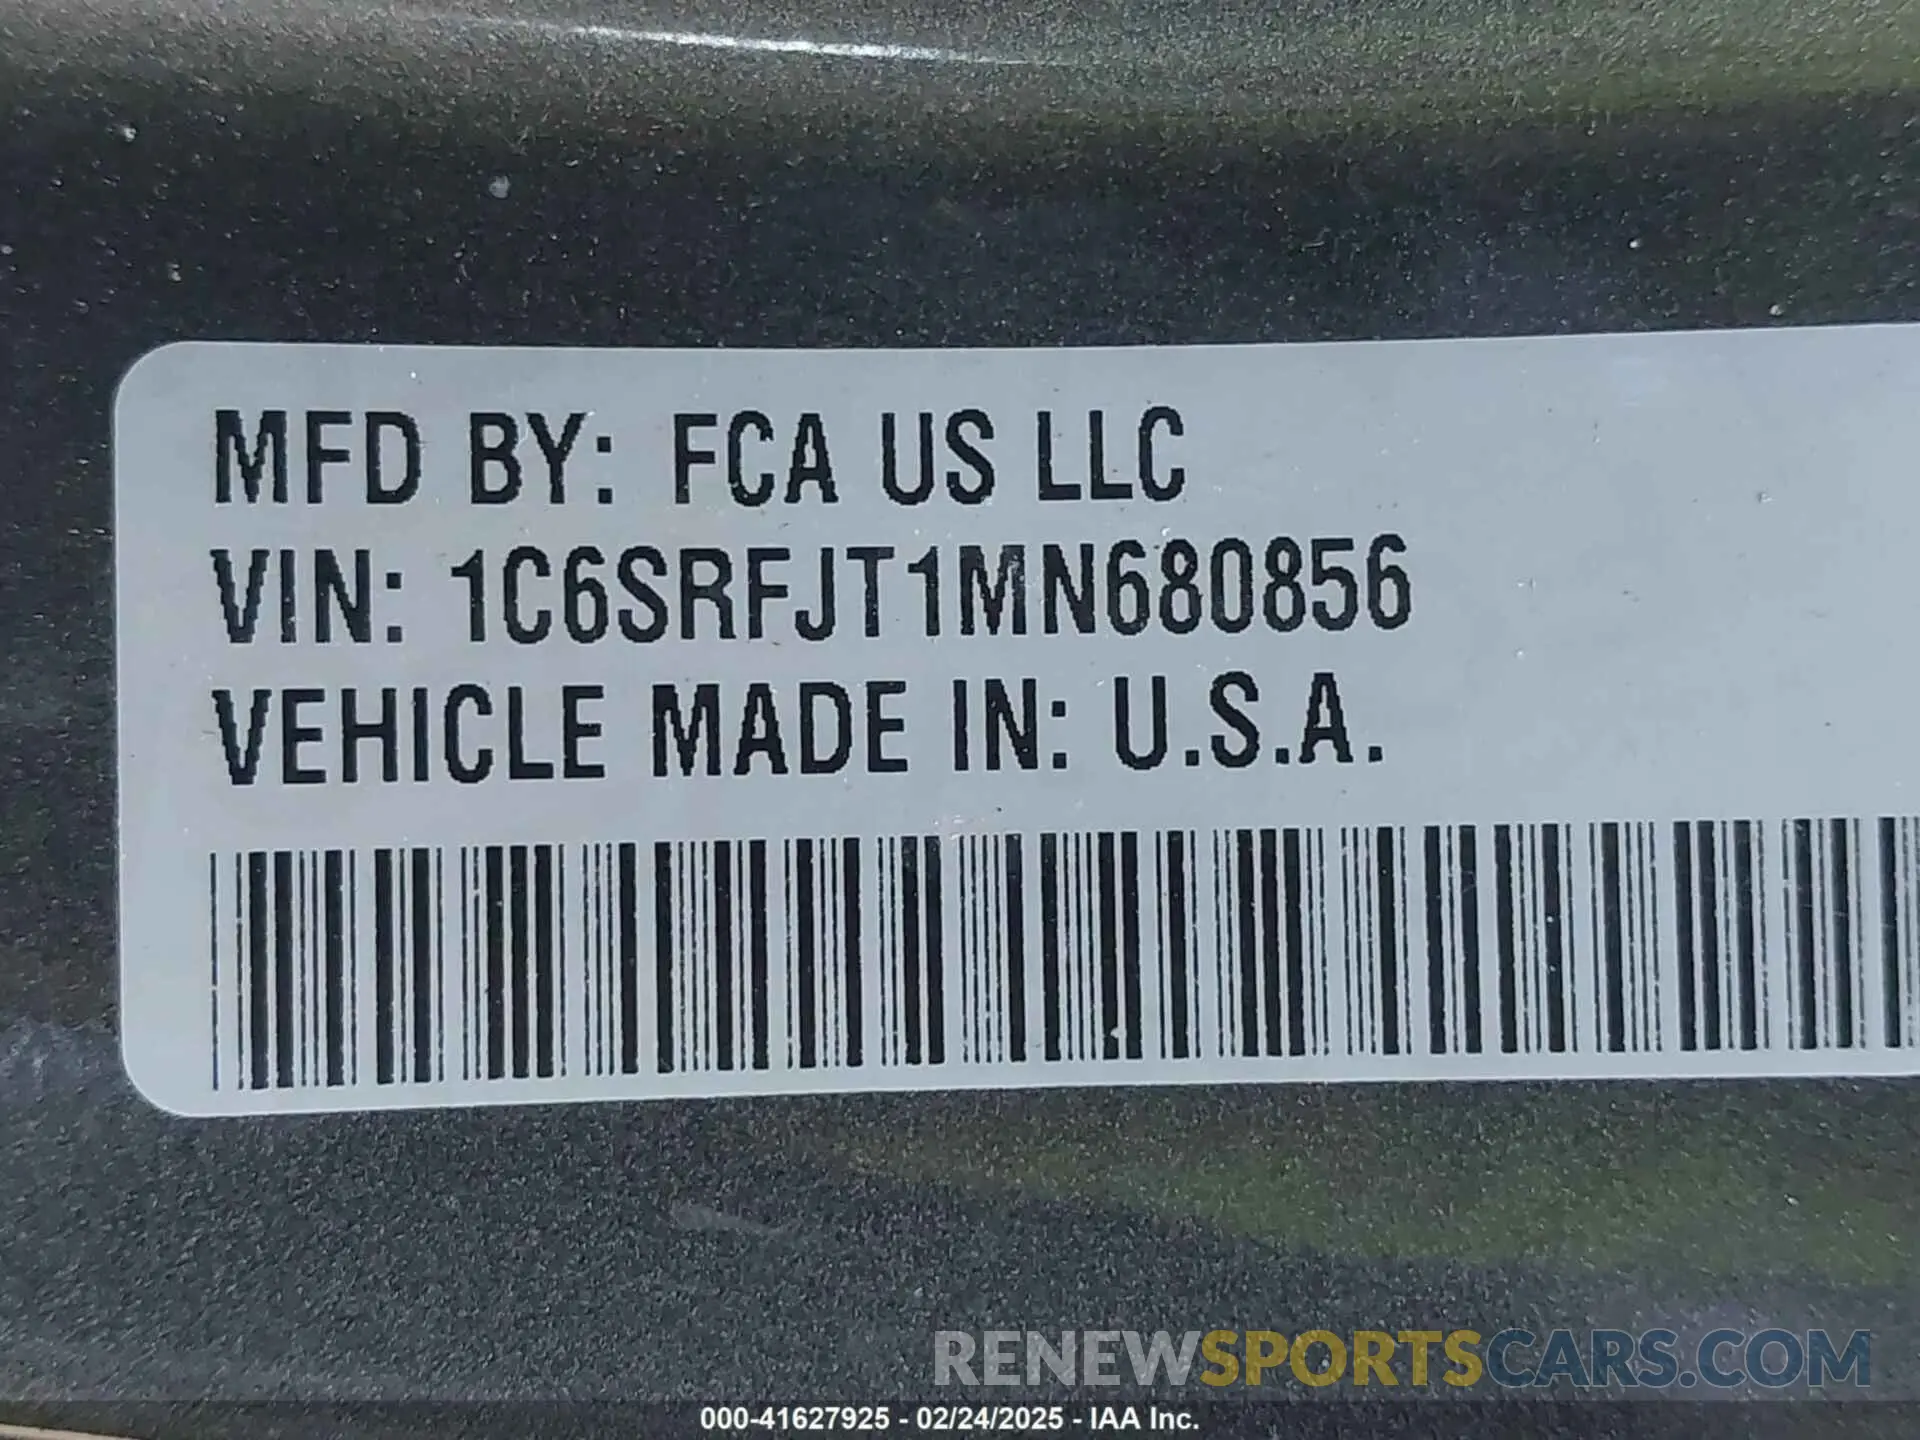 MFD BY: FCA US LLC
VIN: 1C6SRFJT1MN680856
VEHICLE MADE IN: U.S.A.
RENEWSPORTSCARS.COM
000-41627925 - 02/24/2025 - IAA Inc.